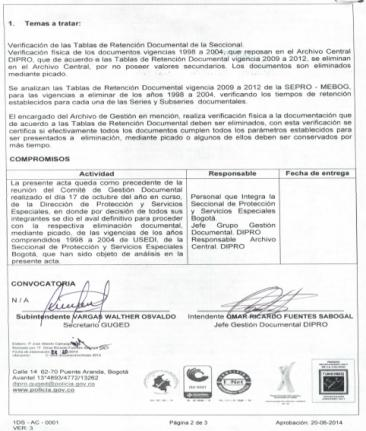 1. Temas a tratar:
Verificación de las Tablas de Retención Documental de la Seccional.
Verificación física de los documentos vigencias 1998 a 2004, que reposan en el Archivo Central
DIPRO, que de acuerdo a las Tablas de Retención Documental vigencia 2009 a 2012, se eliminan
en el Archivo Central, por no poseer valores secundarios. Los documentos son eliminados
mediante picado.
Se analizan las Tablas de Retención Documental vigencia 2009 a 2012 de la SEPRO - MEBOG,
para las vigencias a eliminar de los años 1998 a 2004, verificando los tiempos de retención
establecidos para cada una de las Series y Subseries documentales.
El encargado del Archivo de Gestión en mención, realiza verificación física a la documentación que
de acuerdo a las Tablas de Retención Documental deben ser eliminados, con esta verificación se
certifica si efectivamente todos los documentos cumplen todos los parámetros establecidos para
ser presentados a eliminación, mediante picado o algunos de ellos deben ser conservados por
más tiempo.
COMPROMISOS
Actividad Responsable Fecha de entrega
La presente acta queda como precedente de la
reunión del Comité de Gestión Documental
realizado el día 17 de octubre del año en curso,
de la Dirección de Protección y Servicios
Especiales, en donde por decisión de todos sus
integrantes se dio el aval definitivo para proceder
con la respectiva eliminación documental,
mediante picado, de las vigencias de los años
comprendidos 1998 a 2004 de USEDI, de la
Seccional de Protección y Servicios Especiales
Bogotá, que han sido objeto de análisis en la
presente acta.
Personal que Integra la
Seccional de Protección
y Servicios Especiales
Bogotá.
Jefe Grupo Gestión
Documental. DIPRO
Responsable Archivo
Central. DIPRO
CONVOCATORIA
N / A
Subintendente VARGAS WALTHER OSVALDO
Secretario GUGED
Intendente OMAR RICARDO FUENTES SABOGAL
Jefe Gestión Documental DIPRO
Calle 14 62-70 Puente Aranda, Bogotá
Avantel 13*4693/4772/13262
dipro.guged@policia.gov.co
www.policia.gov.co
1DS - AC - 0001
VER: 3
Página 2 de 3
Aprobación: 20-06-2014